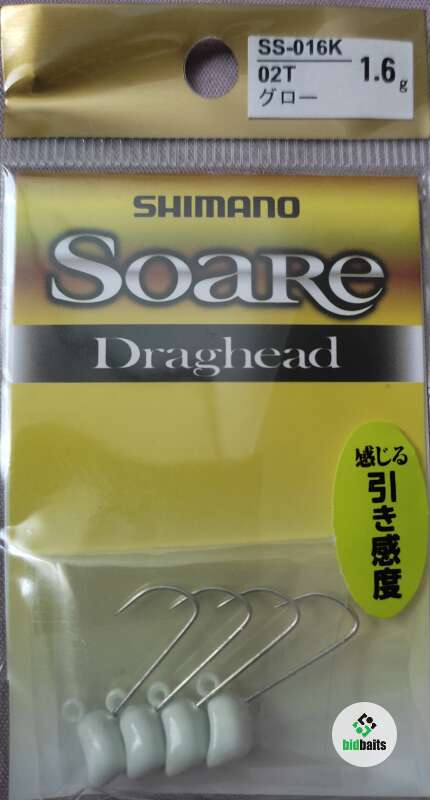 SS-016K
02T
グロー
1.6g
SHIMANO
Soare
Draghead
感じる
引き感度
bidbaits